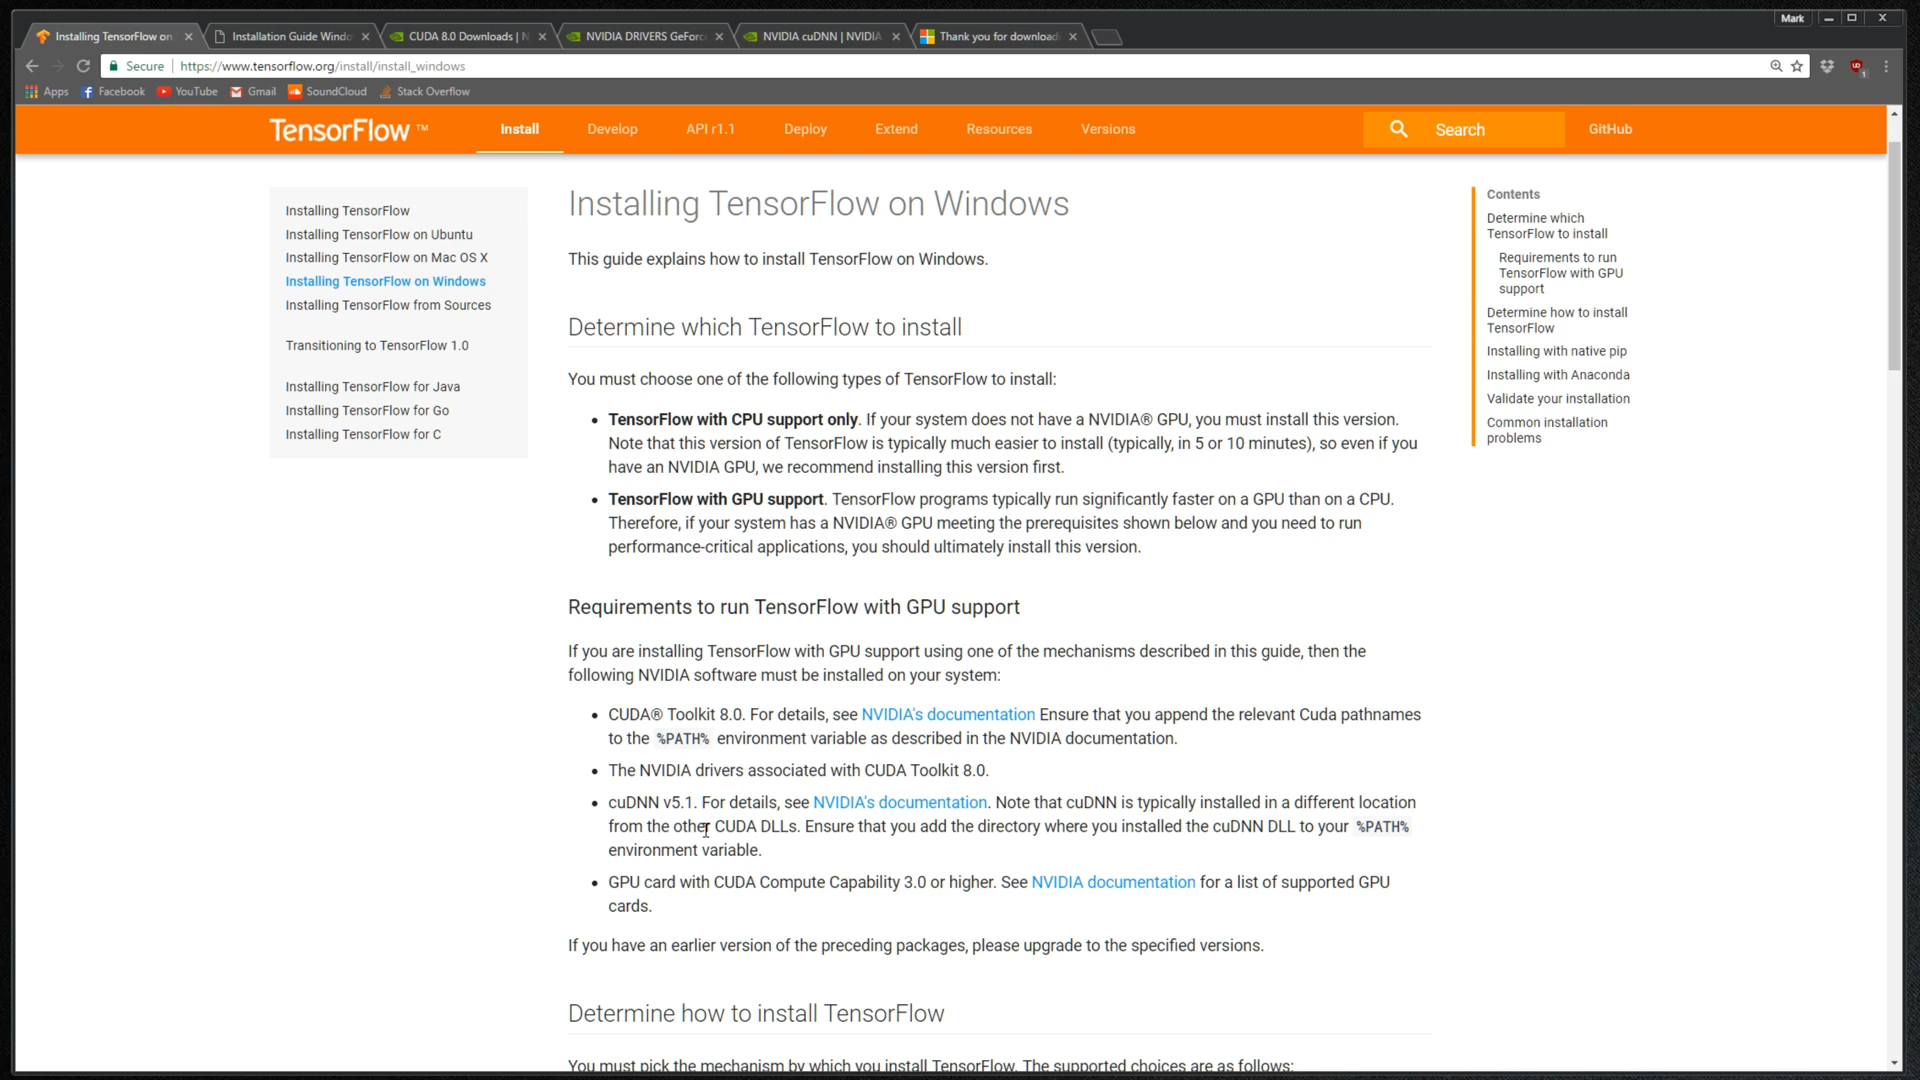 Mark
Installing TensorFlow on
Installation Guide Windo
CUDA 8.0 Downloads | N
NVIDIA DRIVERS GeForc
NVIDIA cuDNN | NVIDIA
Thank you for downloadi
Secure https://www.tensorflow.org/install/install_windows
Apps Facebook YouTube Gmail SoundCloud Stack Overflow
TensorFlow ™ Install Develop API r1.1 Deploy Extend Resources Versions Search GitHub
Installing TensorFlow
Installing TensorFlow on Ubuntu
Installing TensorFlow on Mac OS X
Installing TensorFlow on Windows
Installing TensorFlow from Sources
Transitioning to TensorFlow 1.0
Installing TensorFlow for Java
Installing TensorFlow for Go
Installing TensorFlow for C
Installing TensorFlow on Windows
This guide explains how to install TensorFlow on Windows.
Determine which TensorFlow to install
You must choose one of the following types of TensorFlow to install:
• TensorFlow with CPU support only. If your system does not have a NVIDIA® GPU, you must install this version.
Note that this version of TensorFlow is typically much easier to install (typically, in 5 or 10 minutes), so even if you
have an NVIDIA GPU, we recommend installing this version first.
• TensorFlow with GPU support. TensorFlow programs typically run significantly faster on a GPU than on a CPU.
Therefore, if your system has a NVIDIA® GPU meeting the prerequisites shown below and you need to run
performance-critical applications, you should ultimately install this version.
Requirements to run TensorFlow with GPU support
If you are installing TensorFlow with GPU support using one of the mechanisms described in this guide, then the
following NVIDIA software must be installed on your system:
• CUDA® Toolkit 8.0. For details, see NVIDIA's documentation Ensure that you append the relevant Cuda pathnames
to the %PATH% environment variable as described in the NVIDIA documentation.
• The NVIDIA drivers associated with CUDA Toolkit 8.0.
• cuDNN v5.1. For details, see NVIDIA's documentation. Note that cuDNN is typically installed in a different location
from the other CUDA DLLs. Ensure that you add the directory where you installed the cuDNN DLL to your %PATH%
environment variable.
• GPU card with CUDA Compute Capability 3.0 or higher. See NVIDIA documentation for a list of supported GPU
cards.
If you have an earlier version of the preceding packages, please upgrade to the specified versions.
Determine how to install TensorFlow
You must pick the mechanism by which you install TensorFlow. The supported choices are as follows:
Contents
Determine which
TensorFlow to install
Requirements to run
TensorFlow with GPU
support
Determine how to install
TensorFlow
Installing with native pip
Installing with Anaconda
Validate your installation
Common installation
problems